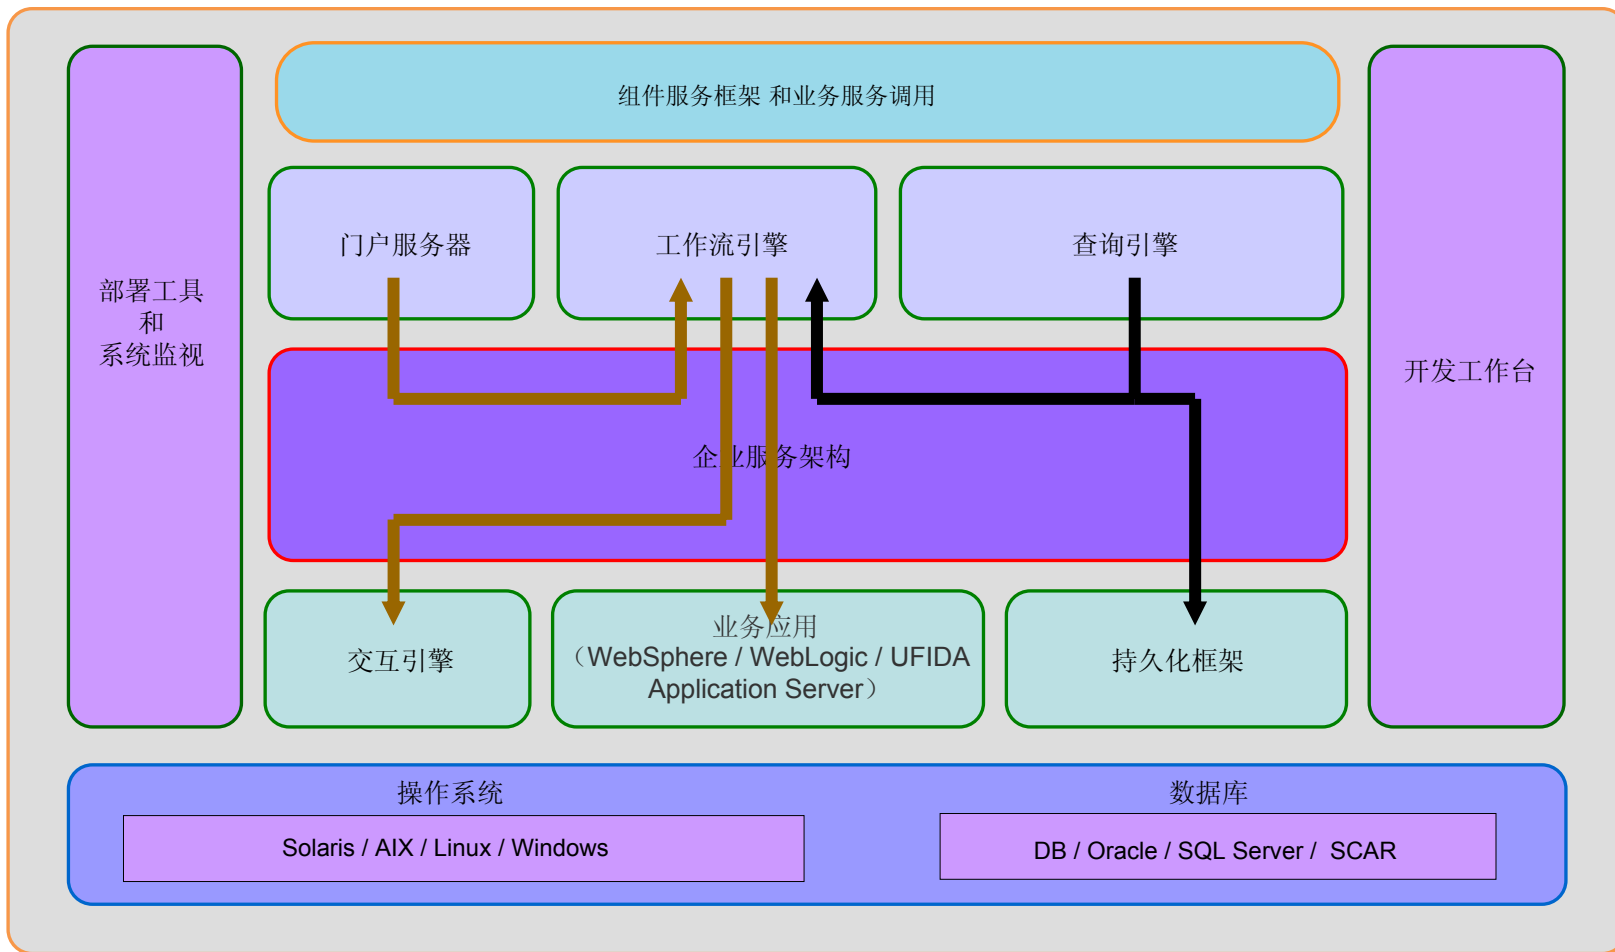 组件服务框架 和业务服务调用
部署工具
和
系统监视
门户服务器
工作流引擎
查询引擎
开发工作台
企业服务架构
交互引擎
业务应用
（WebSphere / WebLogic / UFIDA
Application Server）
持久化框架
操作系统
Solaris / AIX / Linux / Windows
数据库
DB / Oracle / SQL Server /  SCAR